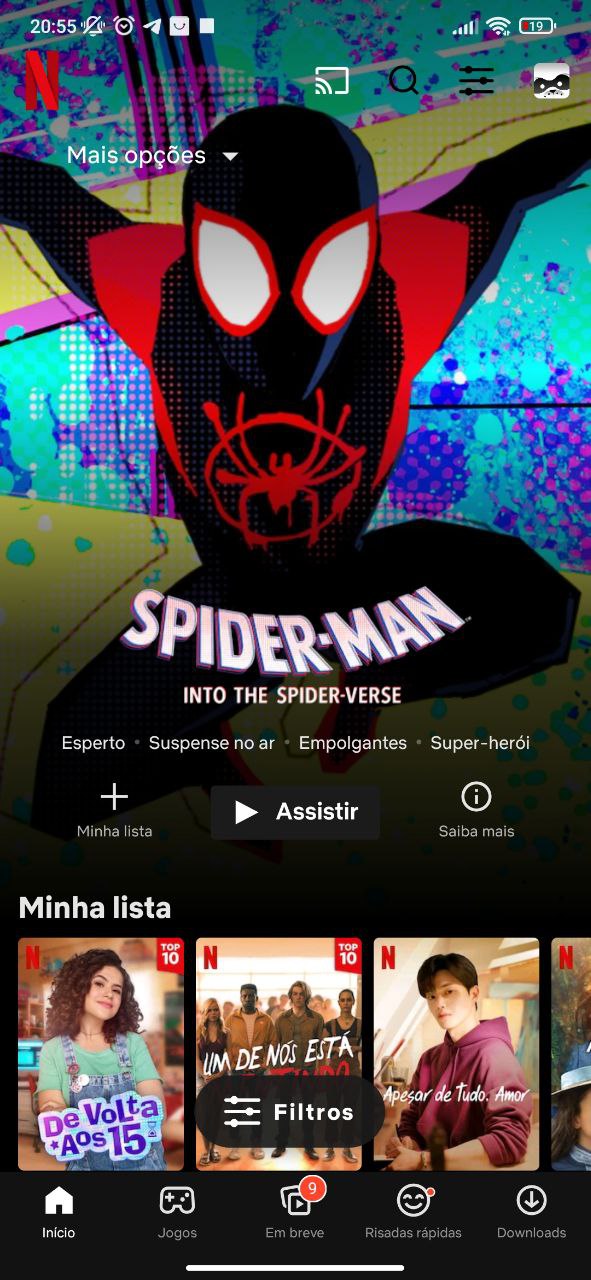 20:55
19
N
Mais opções
SPIDER-MAN
INTO THE SPIDER-VERSE
Esperto • Suspense no ar • Empolgantes • Super-herói
Minha lista
Assistir
Saiba mais
Minha lista
N
TOP
10
N
TOP
10
N
N
De Volta
Aos 15
UM DE NÓS ESTÁ
Apesar de Tudo, Amor
Filtros
9
Início
Jogos
Em breve
Risadas rápidas
Downloads